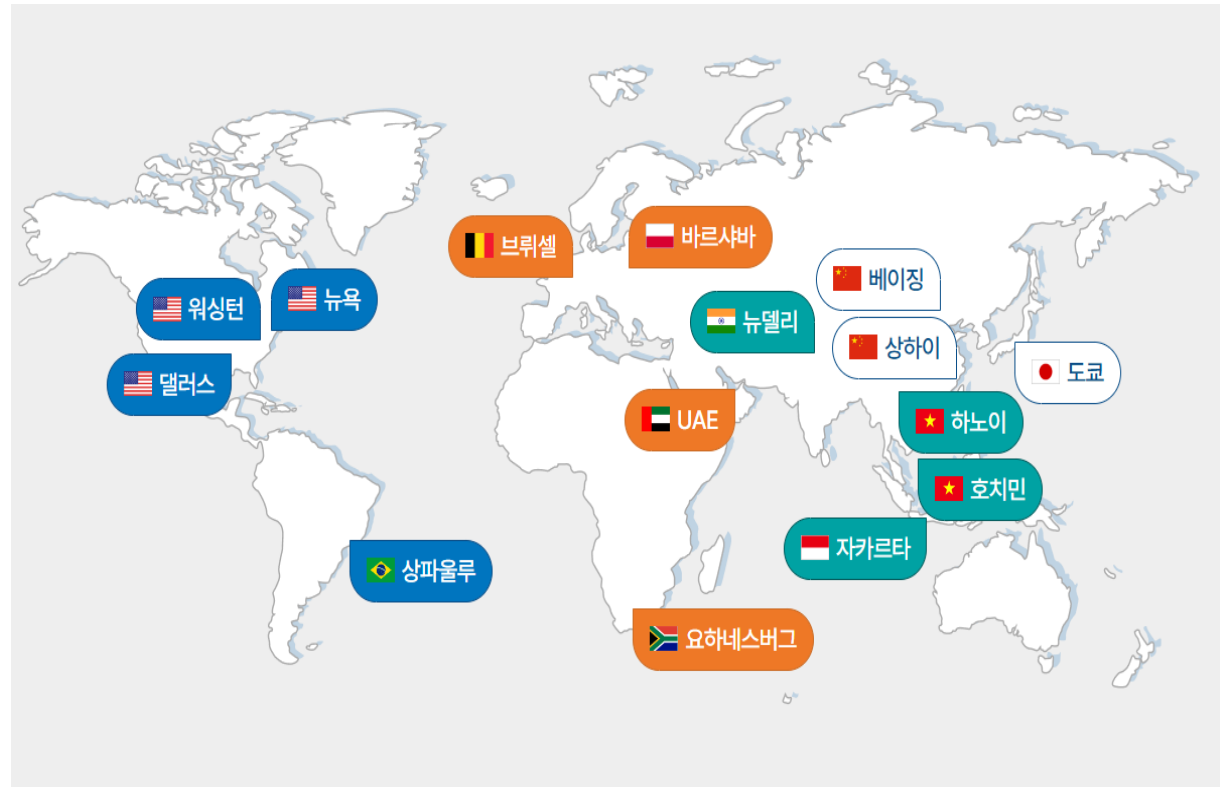 브뤼셀
바르샤바
베이징
워싱턴
뉴욕
뉴델리
상하이
댈러스
도쿄
UAE
하노이
호치민
자카르타
상파울루
요하네스버그